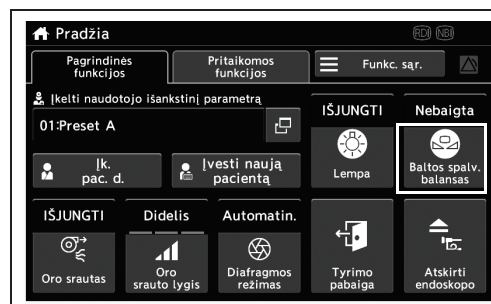 Pradžia
RDI NBI
Pagrindinės
funkcijos
Pritaikomos
funkcijos
Funkc. sąr.
Įkelti naudotojo išankstinį parametrą
01:Preset A
Įk.
pac. d.
Įvesti naują
pacientą
IŠJUNGTI
Lempa
Nebaigta
Baltos spalv.
balansas
IŠJUNGTI
Oro srautas
Didelis
Oro
srauto lygis
Automatin.
Diafragmos
režimas
Tyrimo
pabaiga
Atskirti
endoskopo